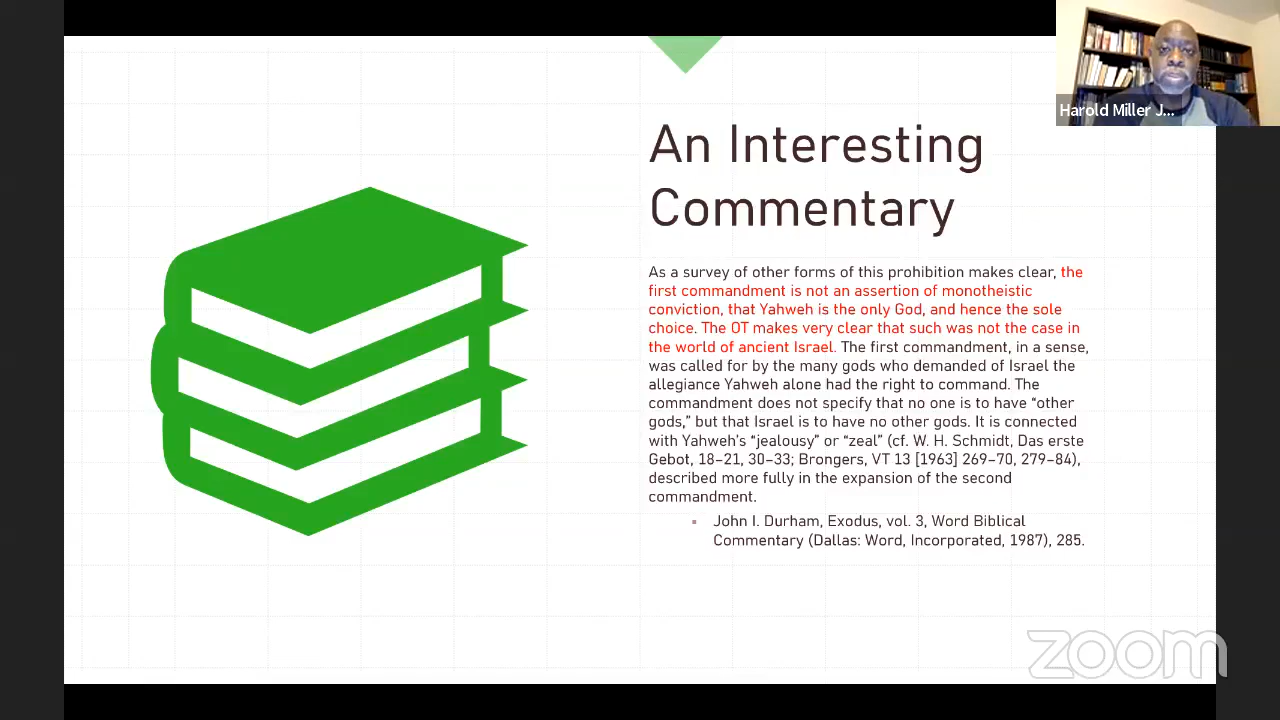 Harold Miller J...
An Interesting
Commentary
As a survey of other forms of this prohibition makes clear, the
first commandment is not an assertion of monotheistic
conviction, that Yahweh is the only God, and hence the sole
choice. The OT makes very clear that such was not the case in
the world of ancient Israel. The first commandment, in a sense,
was called for by the many gods who demanded of Israel the
allegiance Yahweh alone had the right to command. The
commandment does not specify that no one is to have “other
gods,” but that Israel is to have no other gods. It is connected
with Yahweh’s “jealousy” or “zeal” (cf. W. H. Schmidt, Das erste
Gebot, 18–21, 30–33; Brongers, VT 13 [1963] 269–70, 279–84),
described more fully in the expansion of the second
commandment.
▪ John I. Durham, Exodus, vol. 3, Word Biblical
Commentary (Dallas: Word, Incorporated, 1987), 285.
zoom